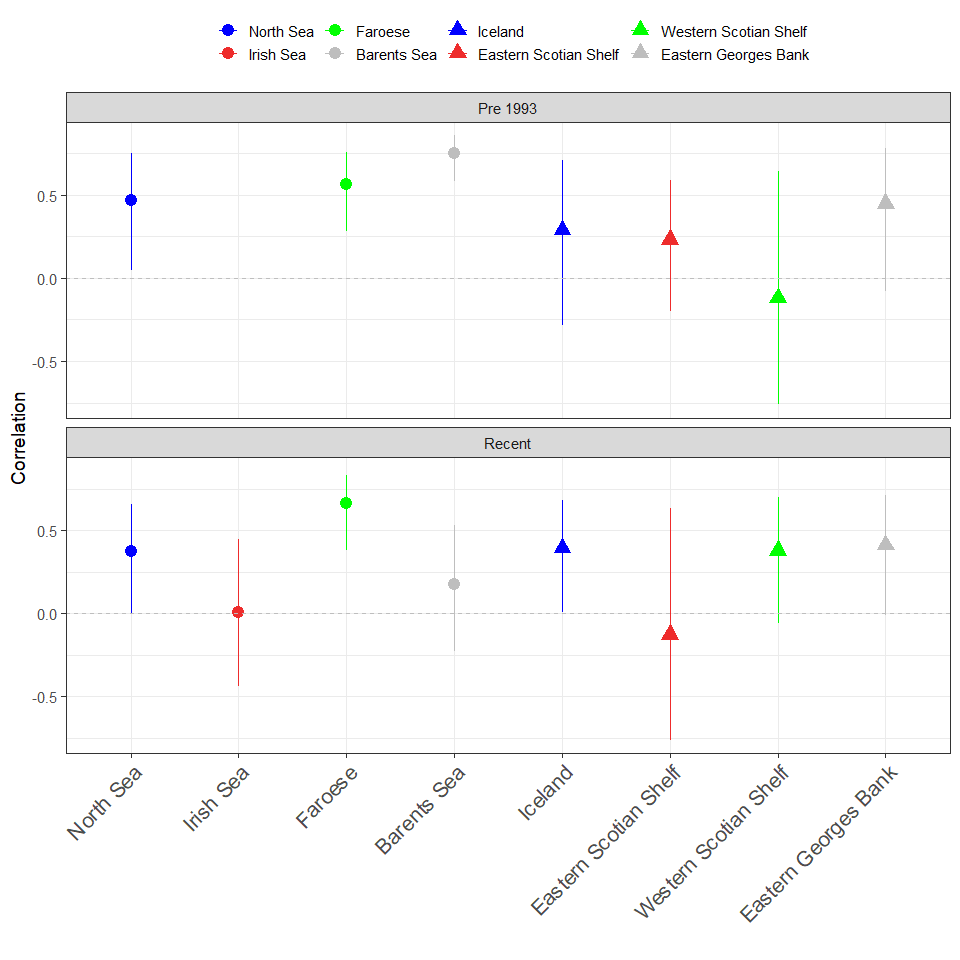 North Sea Faroese Iceland Western Scotian Shelf
Irish Sea Barents Sea Eastern Scotian Shelf Eastern Georges Bank
Pre 1993
0.5
0.0
-0.5
Correlation
Recent
0.5
0.0
-0.5
North Sea
Irish Sea
Faroese
Barents Sea
Iceland
Eastern Scotian Shelf
Western Scotian Shelf
Eastern Georges Bank